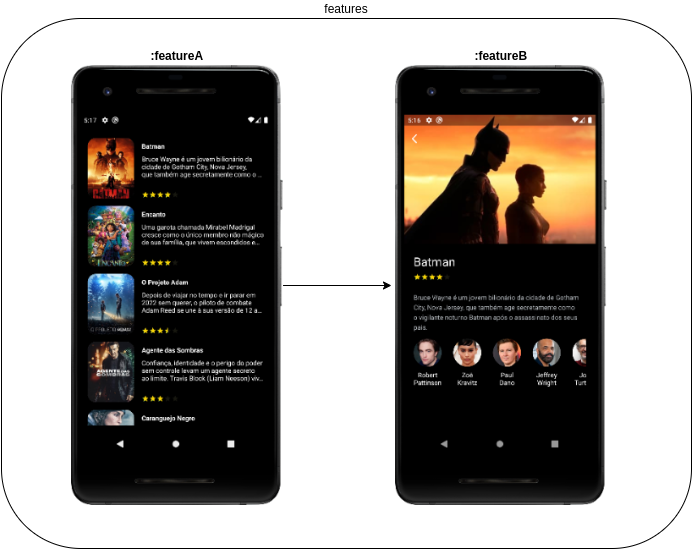 features
:featureA
:featureB
5:17
Batman
Bruce Wayne é um jovem bilionário da
cidade de Gotham City, Nova Jersey,
que também age secretamente como o ...
Encanto
Uma garota chamada Mirabel Madrigal
cresce como o único membro não mágico
de sua família, que vivem escondidos e...
O Projeto Adam
Depois de viajar no tempo e ir parar em
2022 sem querer, o piloto de combate
Adam Reed se une à sua versão de 12 a...
Agente das Sombras
Confiança, identidade e o perigo do poder
sem controle levam um agente secreto
ao limite. Travis Block (Liam Neeson) viv...
Caranguejo Negro
ENCANTO
O PROJETO ADAM
AGENTE DAS
SOMBRAS
5:16
Batman
Bruce Wayne é um jovem bilionário da cidade de Gotham
City, Nova Jersey, que também age secretamente como
o vigilante noturno Batman após o assassinato dos seus
pais.
Robert
Pattinson
Zoë
Kravitz
Paul
Dano
Jeffrey
Wright
Jo
Turt